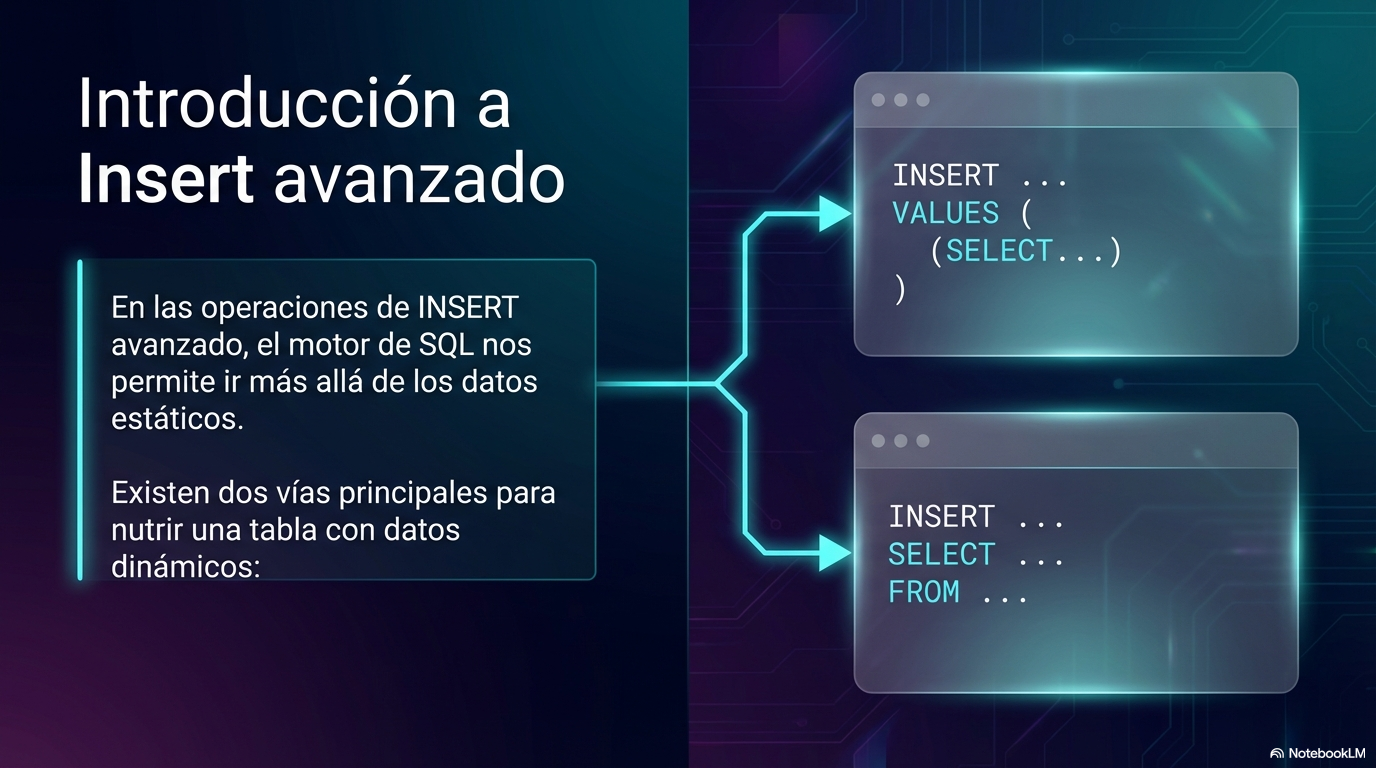 Introducción a
Insert avanzado
En las operaciones de INSERT
avanzado, el motor de SQL nos
permite ir más allá de los datos
estáticos.
Existen dos vías principales para
nutrir una tabla con datos
dinámicos:
INSERT ...
VALUES (
(SELECT...)
)
INSERT ...
SELECT ...
FROM ...
NotebookLM